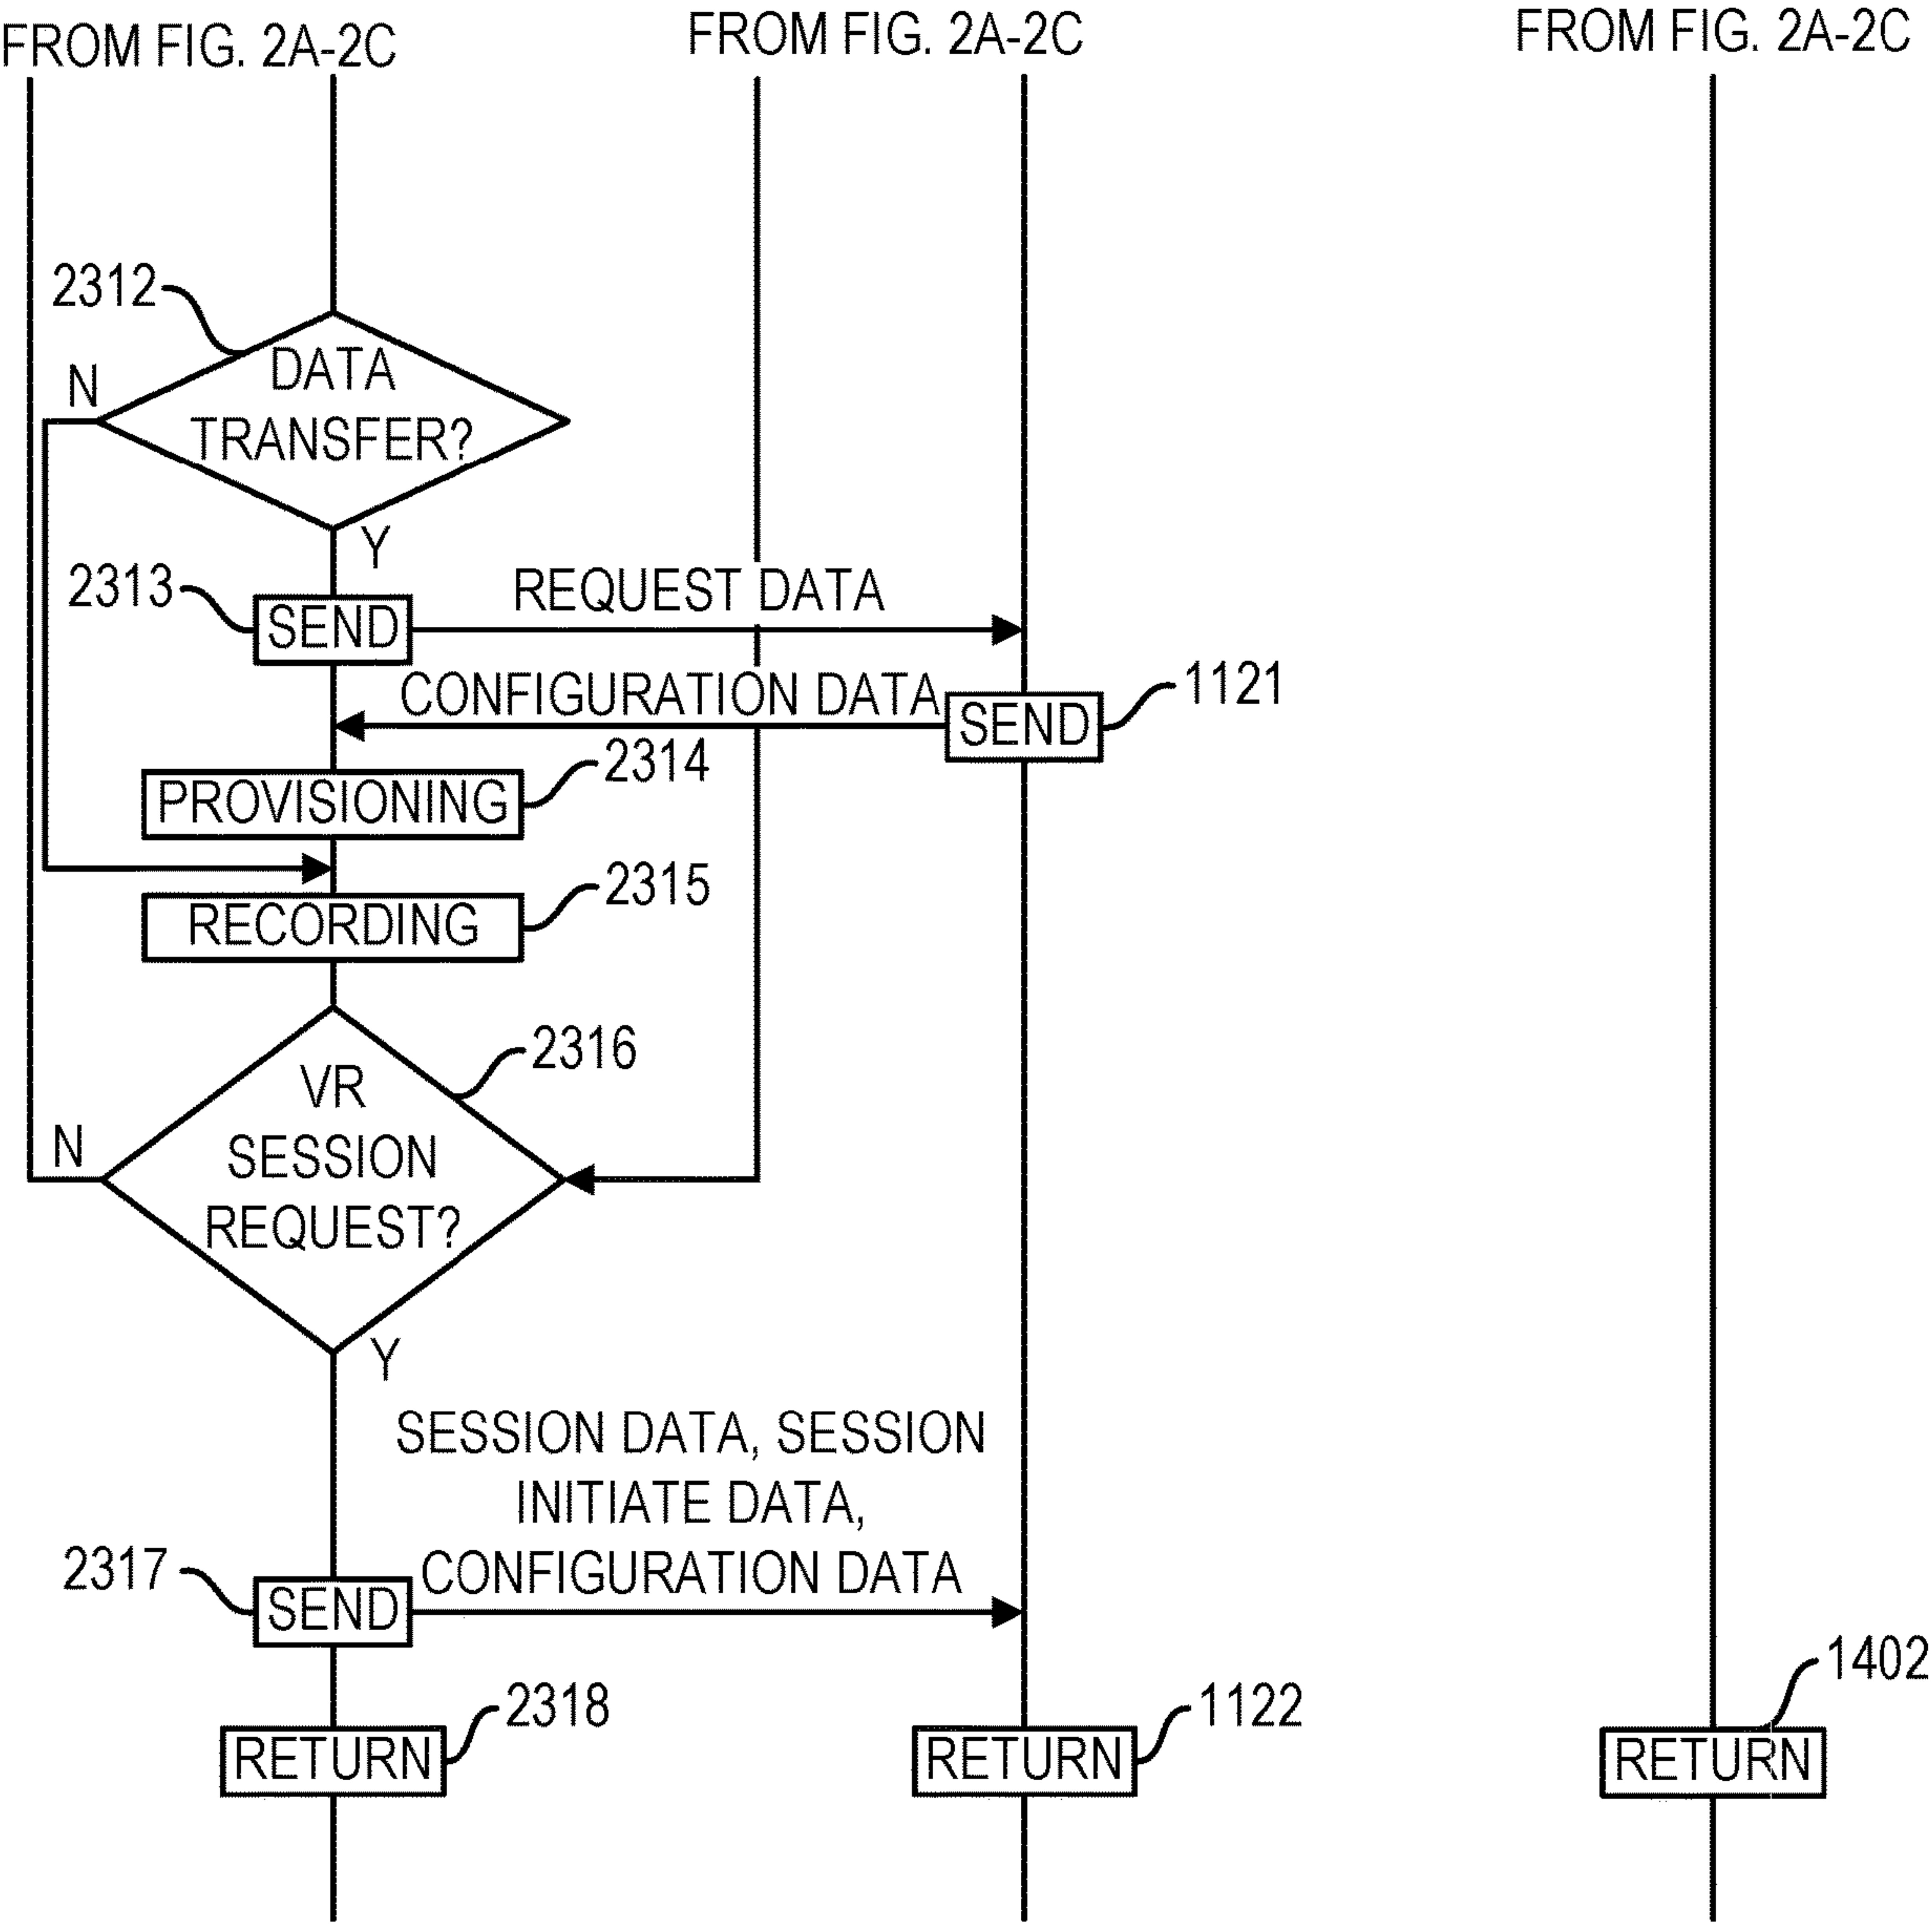 FROM FIG. 2A-2C
FROM FIG. 2A-2C
FROM FIG. 2A-2C
2312
DATA
N
TRANSFER?
Y
2313
REQUEST DATA
SEND
CONFIGURATION DATA
1121
SEND
2314
PROVISIONING
2315
RECORDING
2316
VR
N
SESSION
REQUEST?
Y
SESSION DATA, SESSION
INITIATE DATA,
CONFIGURATION DATA
2317
SEND
1402
2318
1122
RETURN
RETURN
RETURN